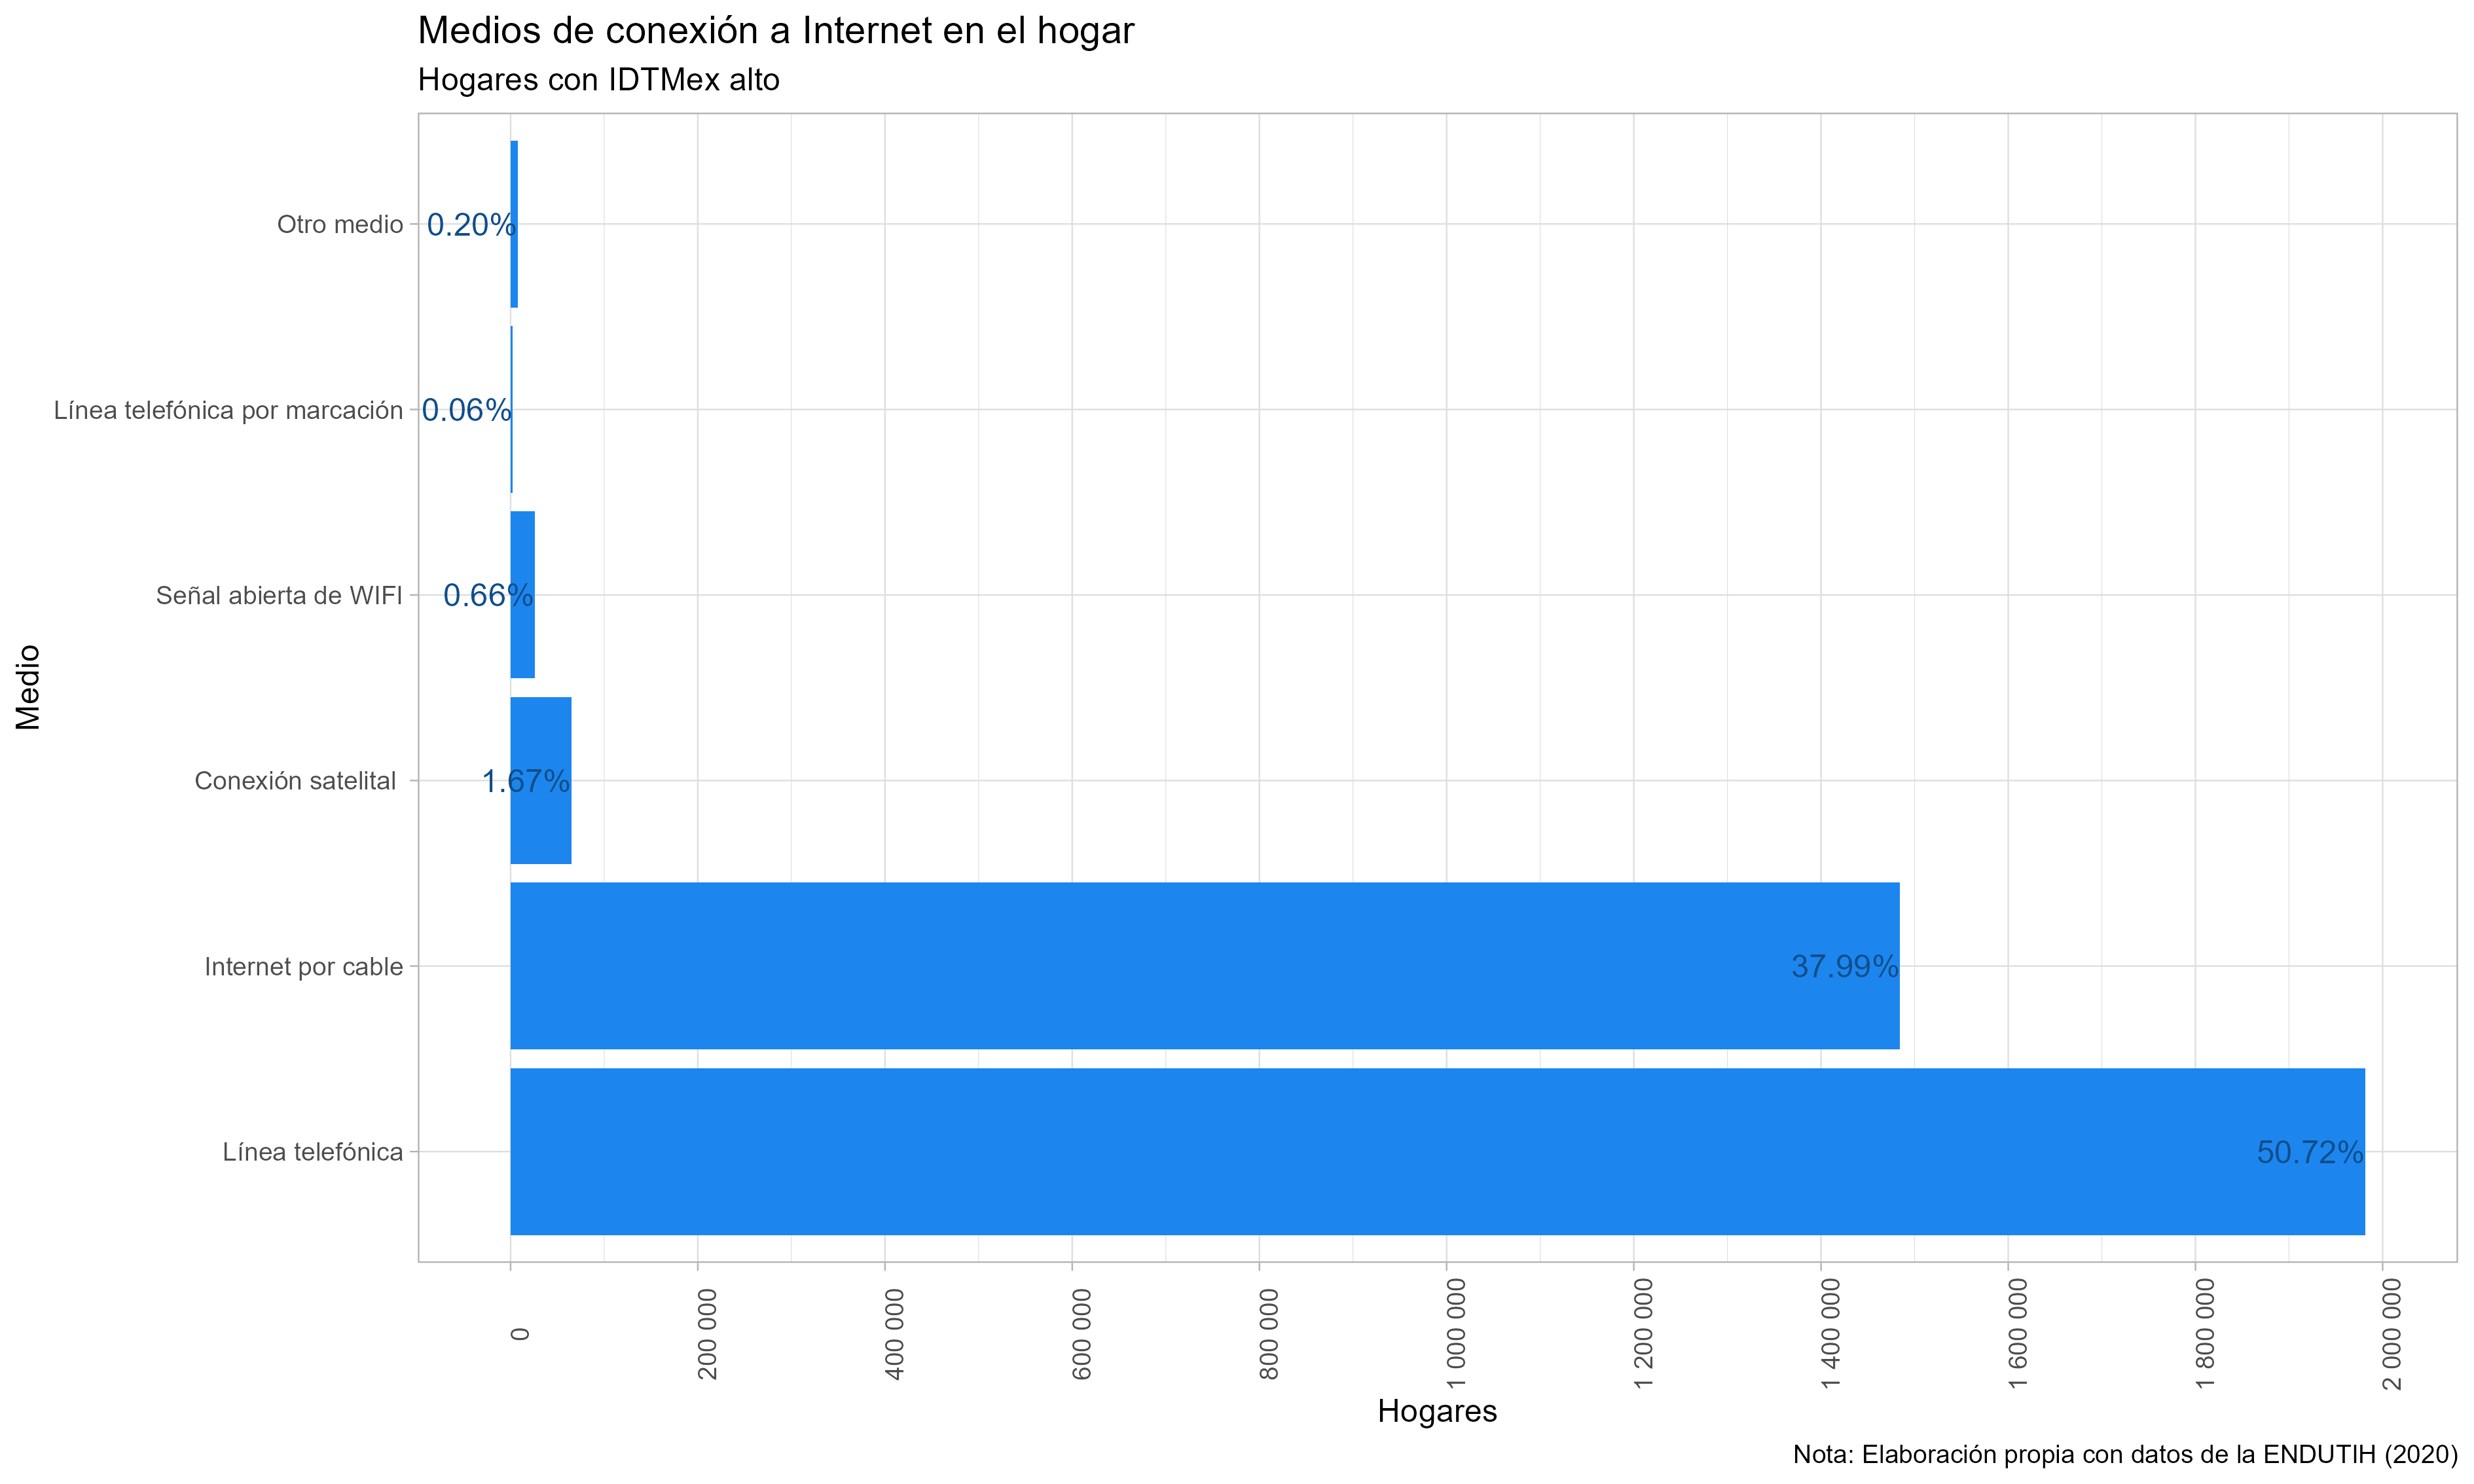 Medios de conexión a Internet en el hogar
Hogares con IDTMex alto
Medio
Otro medio
0.20%
Línea telefónica por marcación
0.06%
Señal abierta de WIFI
0.66%
Conexión satelital
1.67%
Internet por cable
37.99%
Línea telefónica
50.72%
0
200 000
400 000
600 000
800 000
1 000 000
1 200 000
1 400 000
1 600 000
1 800 000
2 000 000
Hogares
Nota: Elaboración propia con datos de la ENDUTIH (2020)